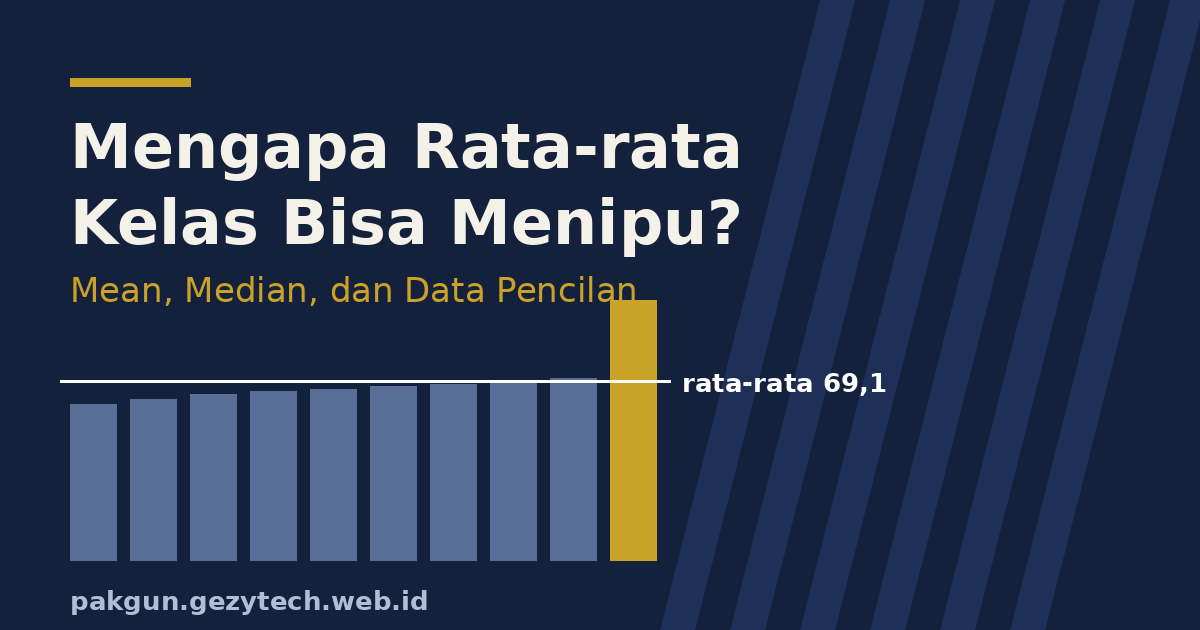 Mengapa Rata-rata
Kelas Bisa Menipu?
Mean, Median, dan Data Pencilan
rata-rata 69,1
pakgun.gezytech.web.id